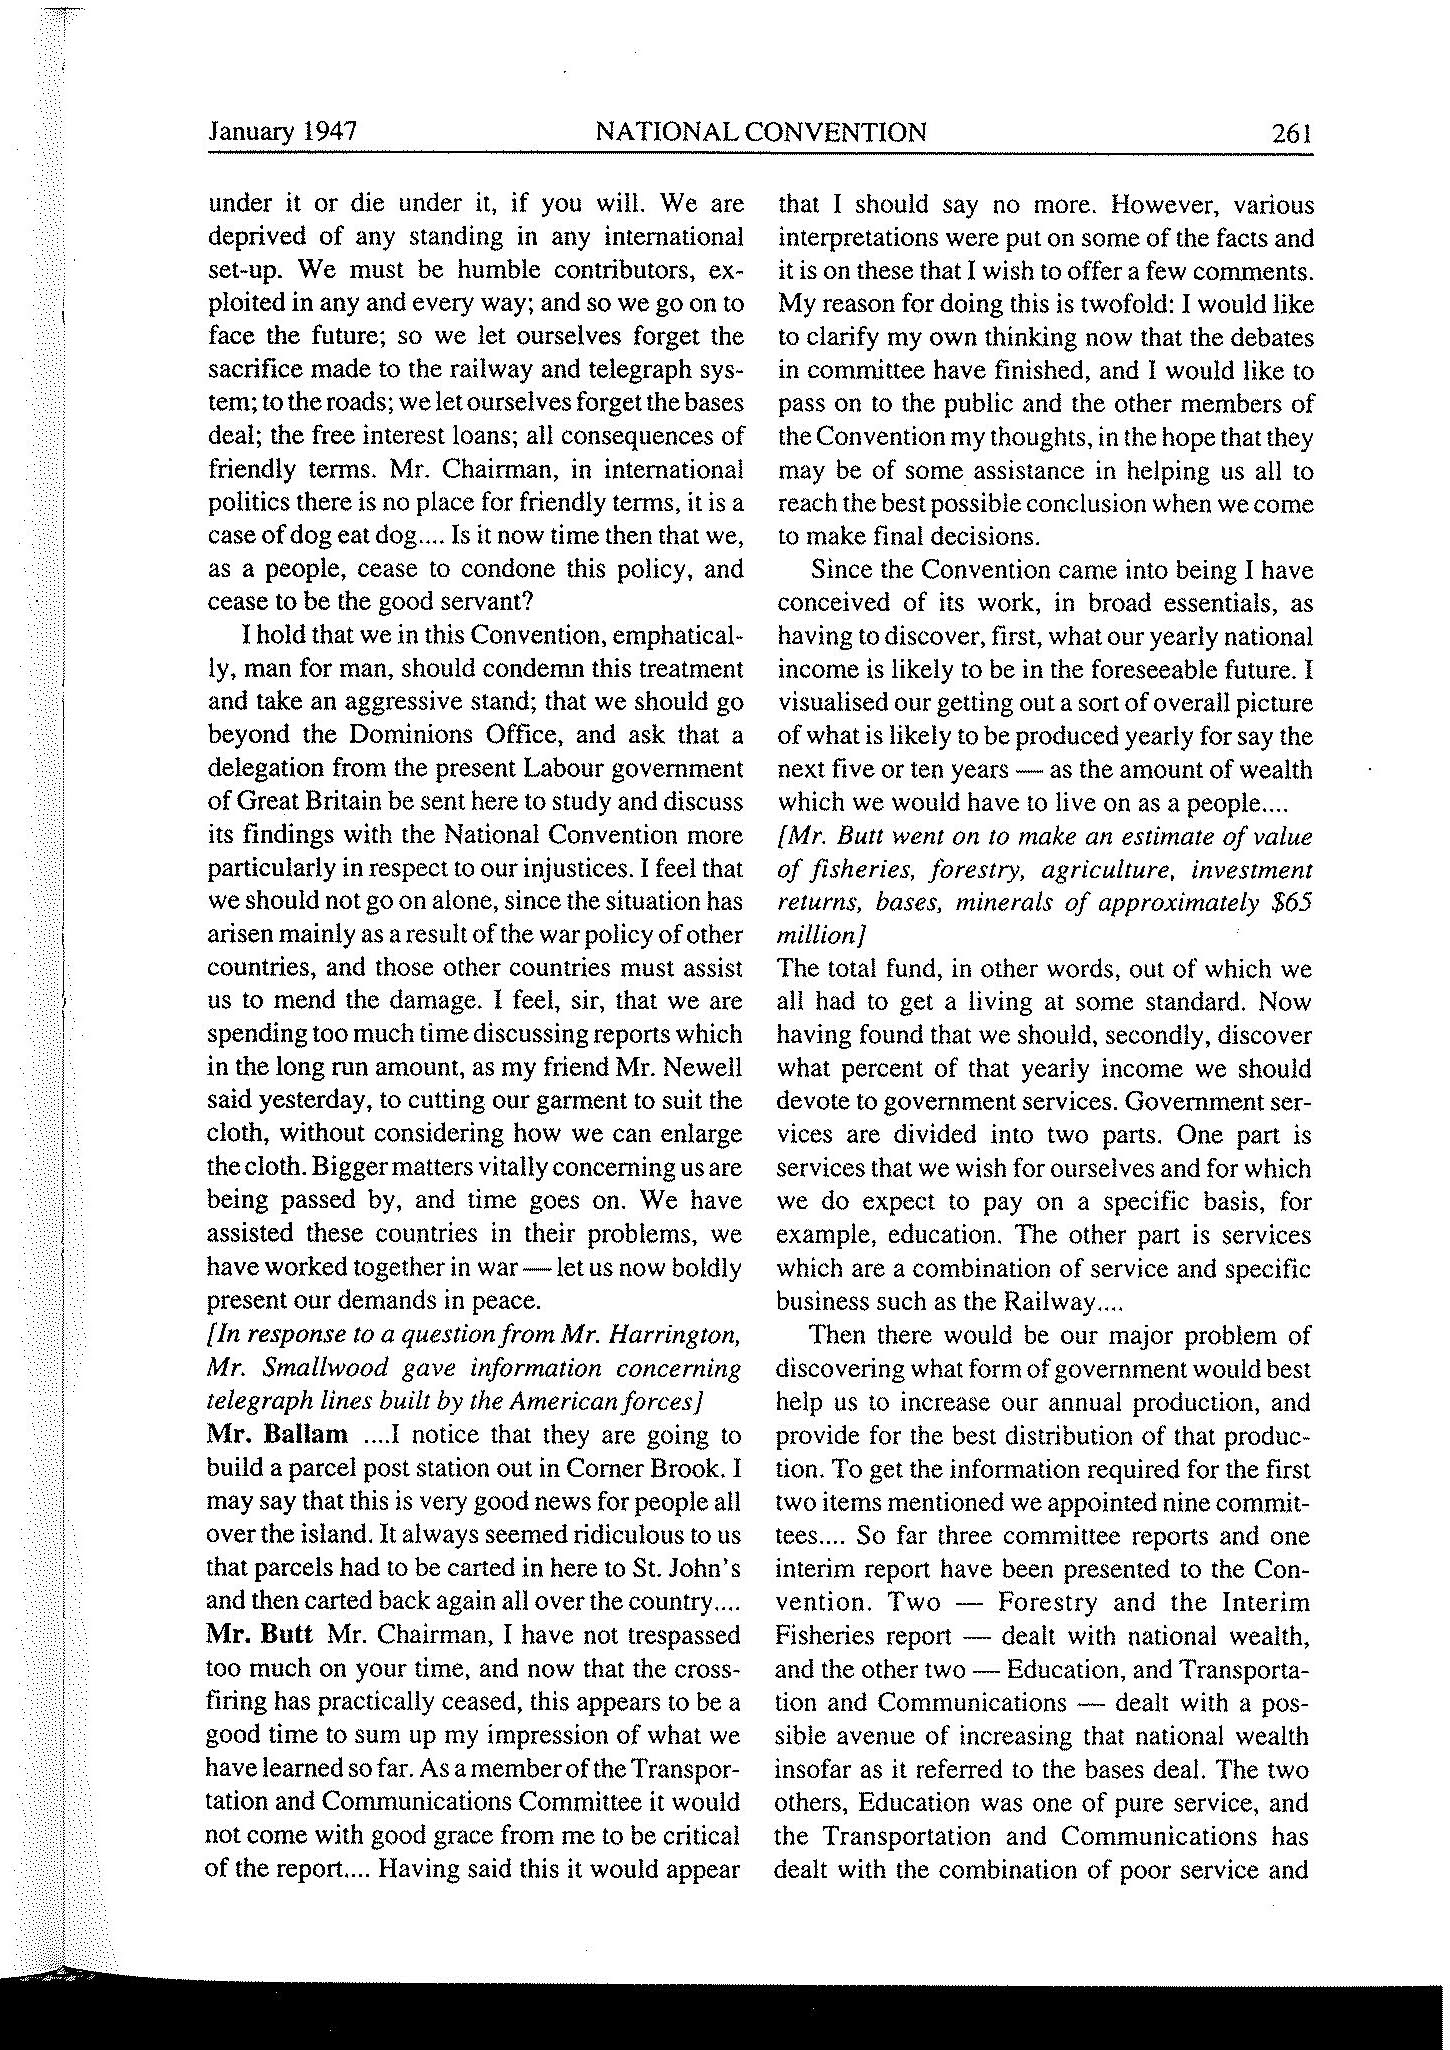 January 1947 NATIONAL CONVENTION 261
under it or die under it, if you will. We are
deprived of any standing in any international
set-up. We must be humble contributors, ex-
ploited in any and every way; and so we go on to
face the future; so we let ourselves forget the
sacrifice made to the railway and telegraph sys-
tem; to the roads; we let ourselves forget the bases
deal; the free interest loans; all consequences of
friendly terms. Mr. Chairman, in international
politics there is no place for friendly terms, it is a
case of dog eat dog.... Is it now time then that we,
as a people, cease to condone this policy, and
cease to be the good servant?
I hold that we in this Convention, emphatical-
ly, man for man, should condemn this treatment
and take an aggressive stand; that we should go
beyond the Dominions Office, and ask that a
delegation from the present Labour government
of Great Britain be sent here to study and discuss
its findings with the National Convention more
particularly in respect to our injustices. I feel that
we should not go on alone, since the situation has
arisen mainly as a result of the war policy of other
countries, and those other countries must assist
us to mend the damage. I feel, sir, that we are
spending too much time discussing reports which
in the long run amount, as my friend Mr. Newell
said yesterday, to cutting our garment to suit the
cloth, without considering how we can enlarge
the cloth. Bigger matters vitally concerning us are
being passed by, and time goes on. We have
assisted these countries in their problems, we
have worked together in war — let us now boldly
present our demands in peace.
[In response to a question from Mr. Harrington,
Mr. Smallwood gave information concerning
telegraph lines built by the American forces]
Mr. Ballam ....I notice that they are going to
build a parcel post station out in Corner Brook. I
may say that this is very good news for people all
over the island. It always seemed ridiculous to us
that parcels had to be carted in here to St. John's
and then carted back again all over the country....
Mr. Butt Mr. Chairman, I have not trespassed
too much on your time, and now that the cross-
firing has practically ceased, this appears to be a
good time to sum up my impression of what we
have learned so far. As a member of the Transpor-
tation and Communications Committee it would
not come with good grace from me to be critical
of the report.... Having said this it would appear
that I should say no more. However, various
interpretations were put on some of the facts and
it is on these that I wish to offer a few comments.
My reason for doing this is twofold: I would like
to clarify my own thinking now that the debates
in committee have finished, and I would like to
pass on to the public and the other members of
the Convention my thoughts, in the hope that they
may be of some assistance in helping us all to
reach the best possible conclusion when we come
to make final decisions.
Since the Convention came into being I have
conceived of its work, in broad essentials, as
having to discover, first, what our yearly national
income is likely to be in the foreseeable future. I
visualised our getting out a sort of overall picture
of what is likely to be produced yearly for say the
next five or ten years — as the amount of wealth
which we would have to live on as a people....
[Mr. Butt went on to make an estimate of value
of fisheries, forestry, agriculture, investment
returns, bases, minerals of approximately $65
million]
The total fund, in other words, out of which we
all had to get a living at some standard. Now
having found that we should, secondly, discover
what percent of that yearly income we should
devote to government services. Government ser-
vices are divided into two parts. One part is
services that we wish for ourselves and for which
we do expect to pay on a specific basis, for
example, education. The other part is services
which are a combination of service and specific
business such as the Railway....
Then there would be our major problem of
discovering what form of government would best
help us to increase our annual production, and
provide for the best distribution of that produc-
tion. To get the information required for the first
two items mentioned we appointed nine commit-
tees.... So far three committee reports and one
interim report have been presented to the Con-
vention. Two — Forestry and the Interim
Fisheries report — dealt with national wealth,
and the other two — Education, and Transporta-
tion and Communications — dealt with a pos-
sible avenue of increasing that national wealth
insofar as it referred to the bases deal. The two
others, Education was one of pure service, and
the Transportation and Communications has
dealt with the combination of poor service and